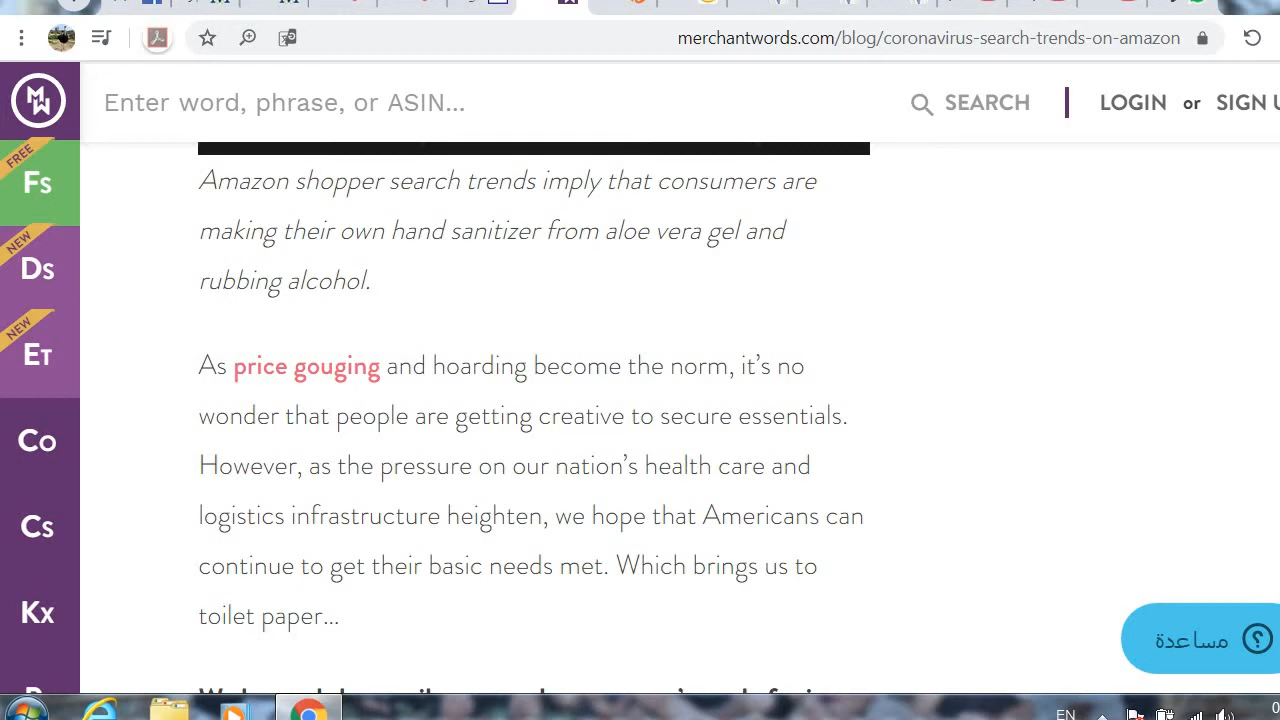 merchantwords.com/blog/coronavirus-search-trends-on-amazon
MW
Enter word, phrase, or ASIN...
SEARCH
LOGIN or SIGN U
FREE
Fs
NEW
Ds
NEW
Et
Co
Cs
Kx
Amazon shopper search trends imply that consumers are
making their own hand sanitizer from aloe vera gel and
rubbing alcohol.
As price gouging and hoarding become the norm, it's no
wonder that people are getting creative to secure essentials.
However, as the pressure on our nation's health care and
logistics infrastructure heighten, we hope that Americans can
continue to get their basic needs met. Which brings us to
toilet paper...
مساعدة
EN